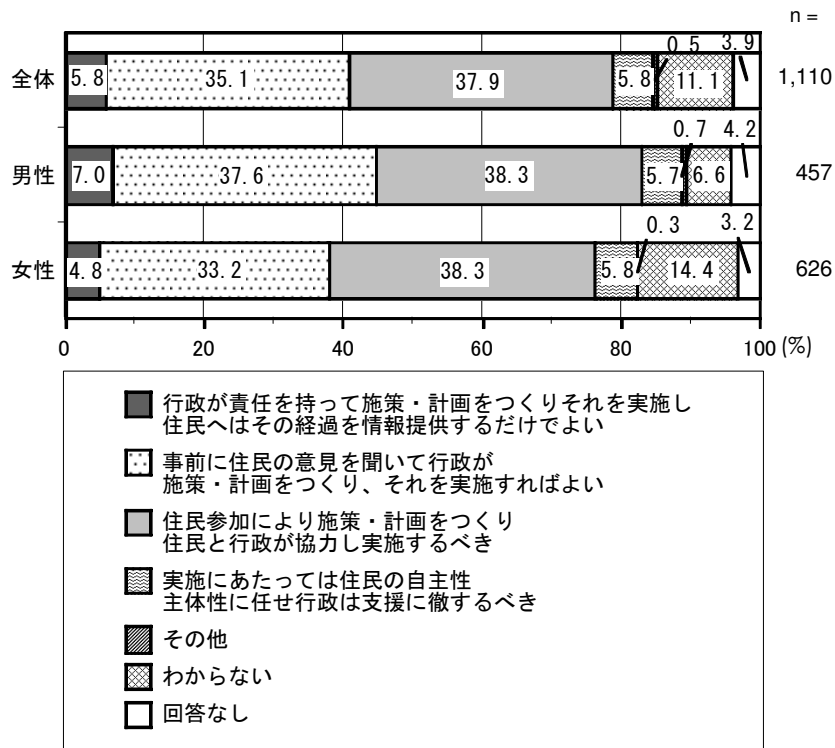 n =
0.5 3.9
全体 5.8 35.1 37.9 5.8 11.1 1,110
0.7 4.2
男性 7.0 37.6 38.3 5.7 6.6 457
0.3 3.2
女性 4.8 33.2 38.3 5.8 14.4 626
0 20 40 60 80 100 (%)
行政が責任を持って施策・計画をつくりそれを実施し
住民へはその経過を情報提供するだけでよい
事前に住民の意見を聞いて行政が
施策・計画をつくり、それを実施すればよい
住民参加により施策・計画をつくり
住民と行政が協力し実施するべき
実施にあたっては住民の自主性
主体性に任せ行政は支援に徹するべき
その他
わからない
回答なし